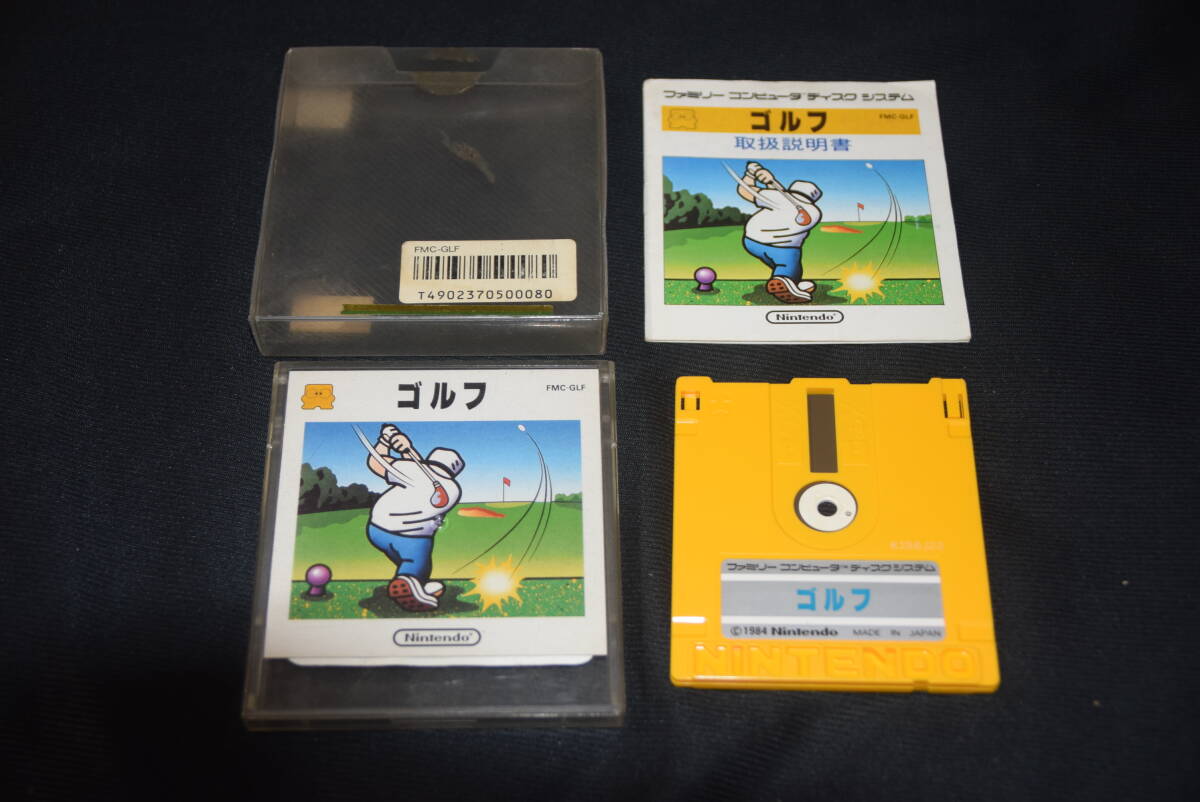 FMC-GLF
T4902370500080
ファミリー コンピュータ ディスク システム
ゴルフ
FMC-GLF
取扱説明書
Nintendo®
ゴルフ
FMC-GLF
Nintendo®
ファミリー コンピュータ™ ディスク システム
ゴルフ
©1984 Nintendo MADE IN JAPAN
NINTENDO